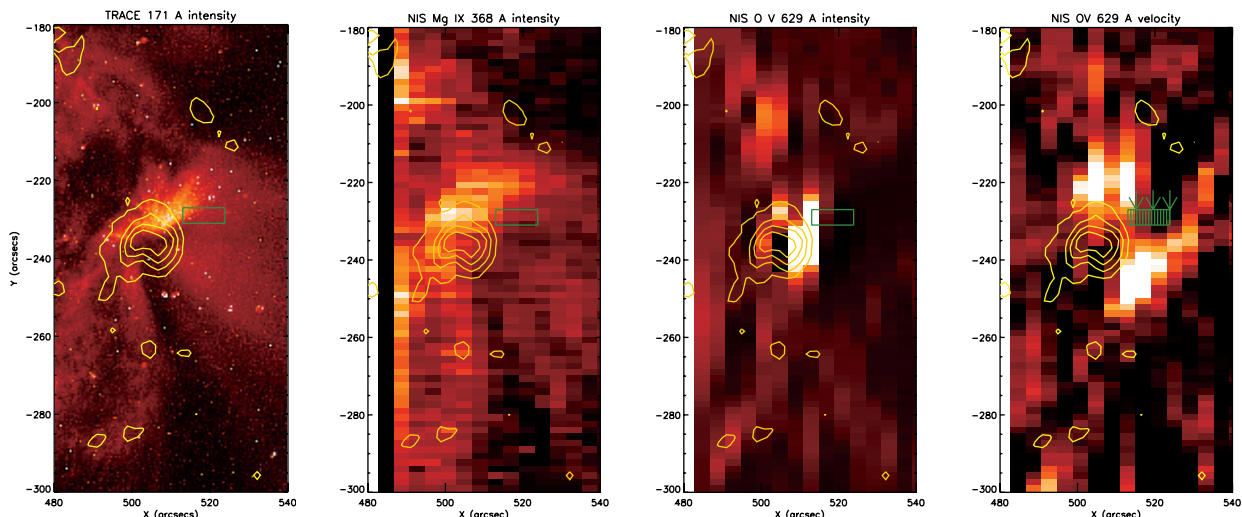 TRACE 171 A intensity
NIS Mg IX 368 A intensity
NIS O V 629 A intensity
NIS OV 629 A velocity
-180
-200
-220
-240
-260
-280
-300
Y (arcsecs)
480 500 520 540
X (arcsecs)
-180
-200
-220
-240
-260
-280
-300
480 500 520 540
X (arcsec)
-180
-200
-220
-240
-260
-280
-300
480 500 520 540
X (arcsec)
-180
-200
-220
-240
-260
-280
-300
480 500 520 540
X (arcsec)